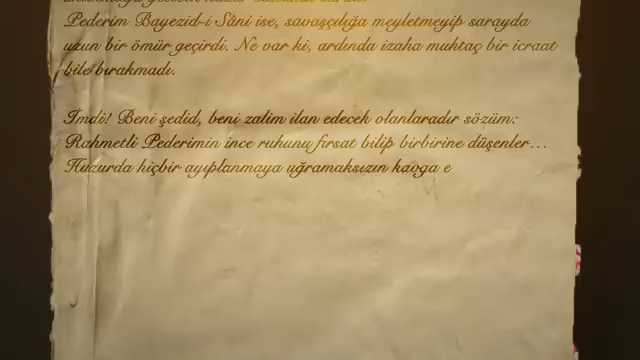 Pederim Bayezid-i Sâni ise, savaşçılığa meyletmeyip sarayda
uzun bir ömür geçirdi. Ne var ki, ardında izaha muhtaç bir icraat
bile bırakmadı.
İmdi! Beni şedid, beni zalim ilan edecek olanlaradır sözüm:
Rahmetli Pederimin ince ruhunu fırsat bilip birbirine düşenler...
Huzurda hiçbir ayıplanmaya uğramaksızın kavga e